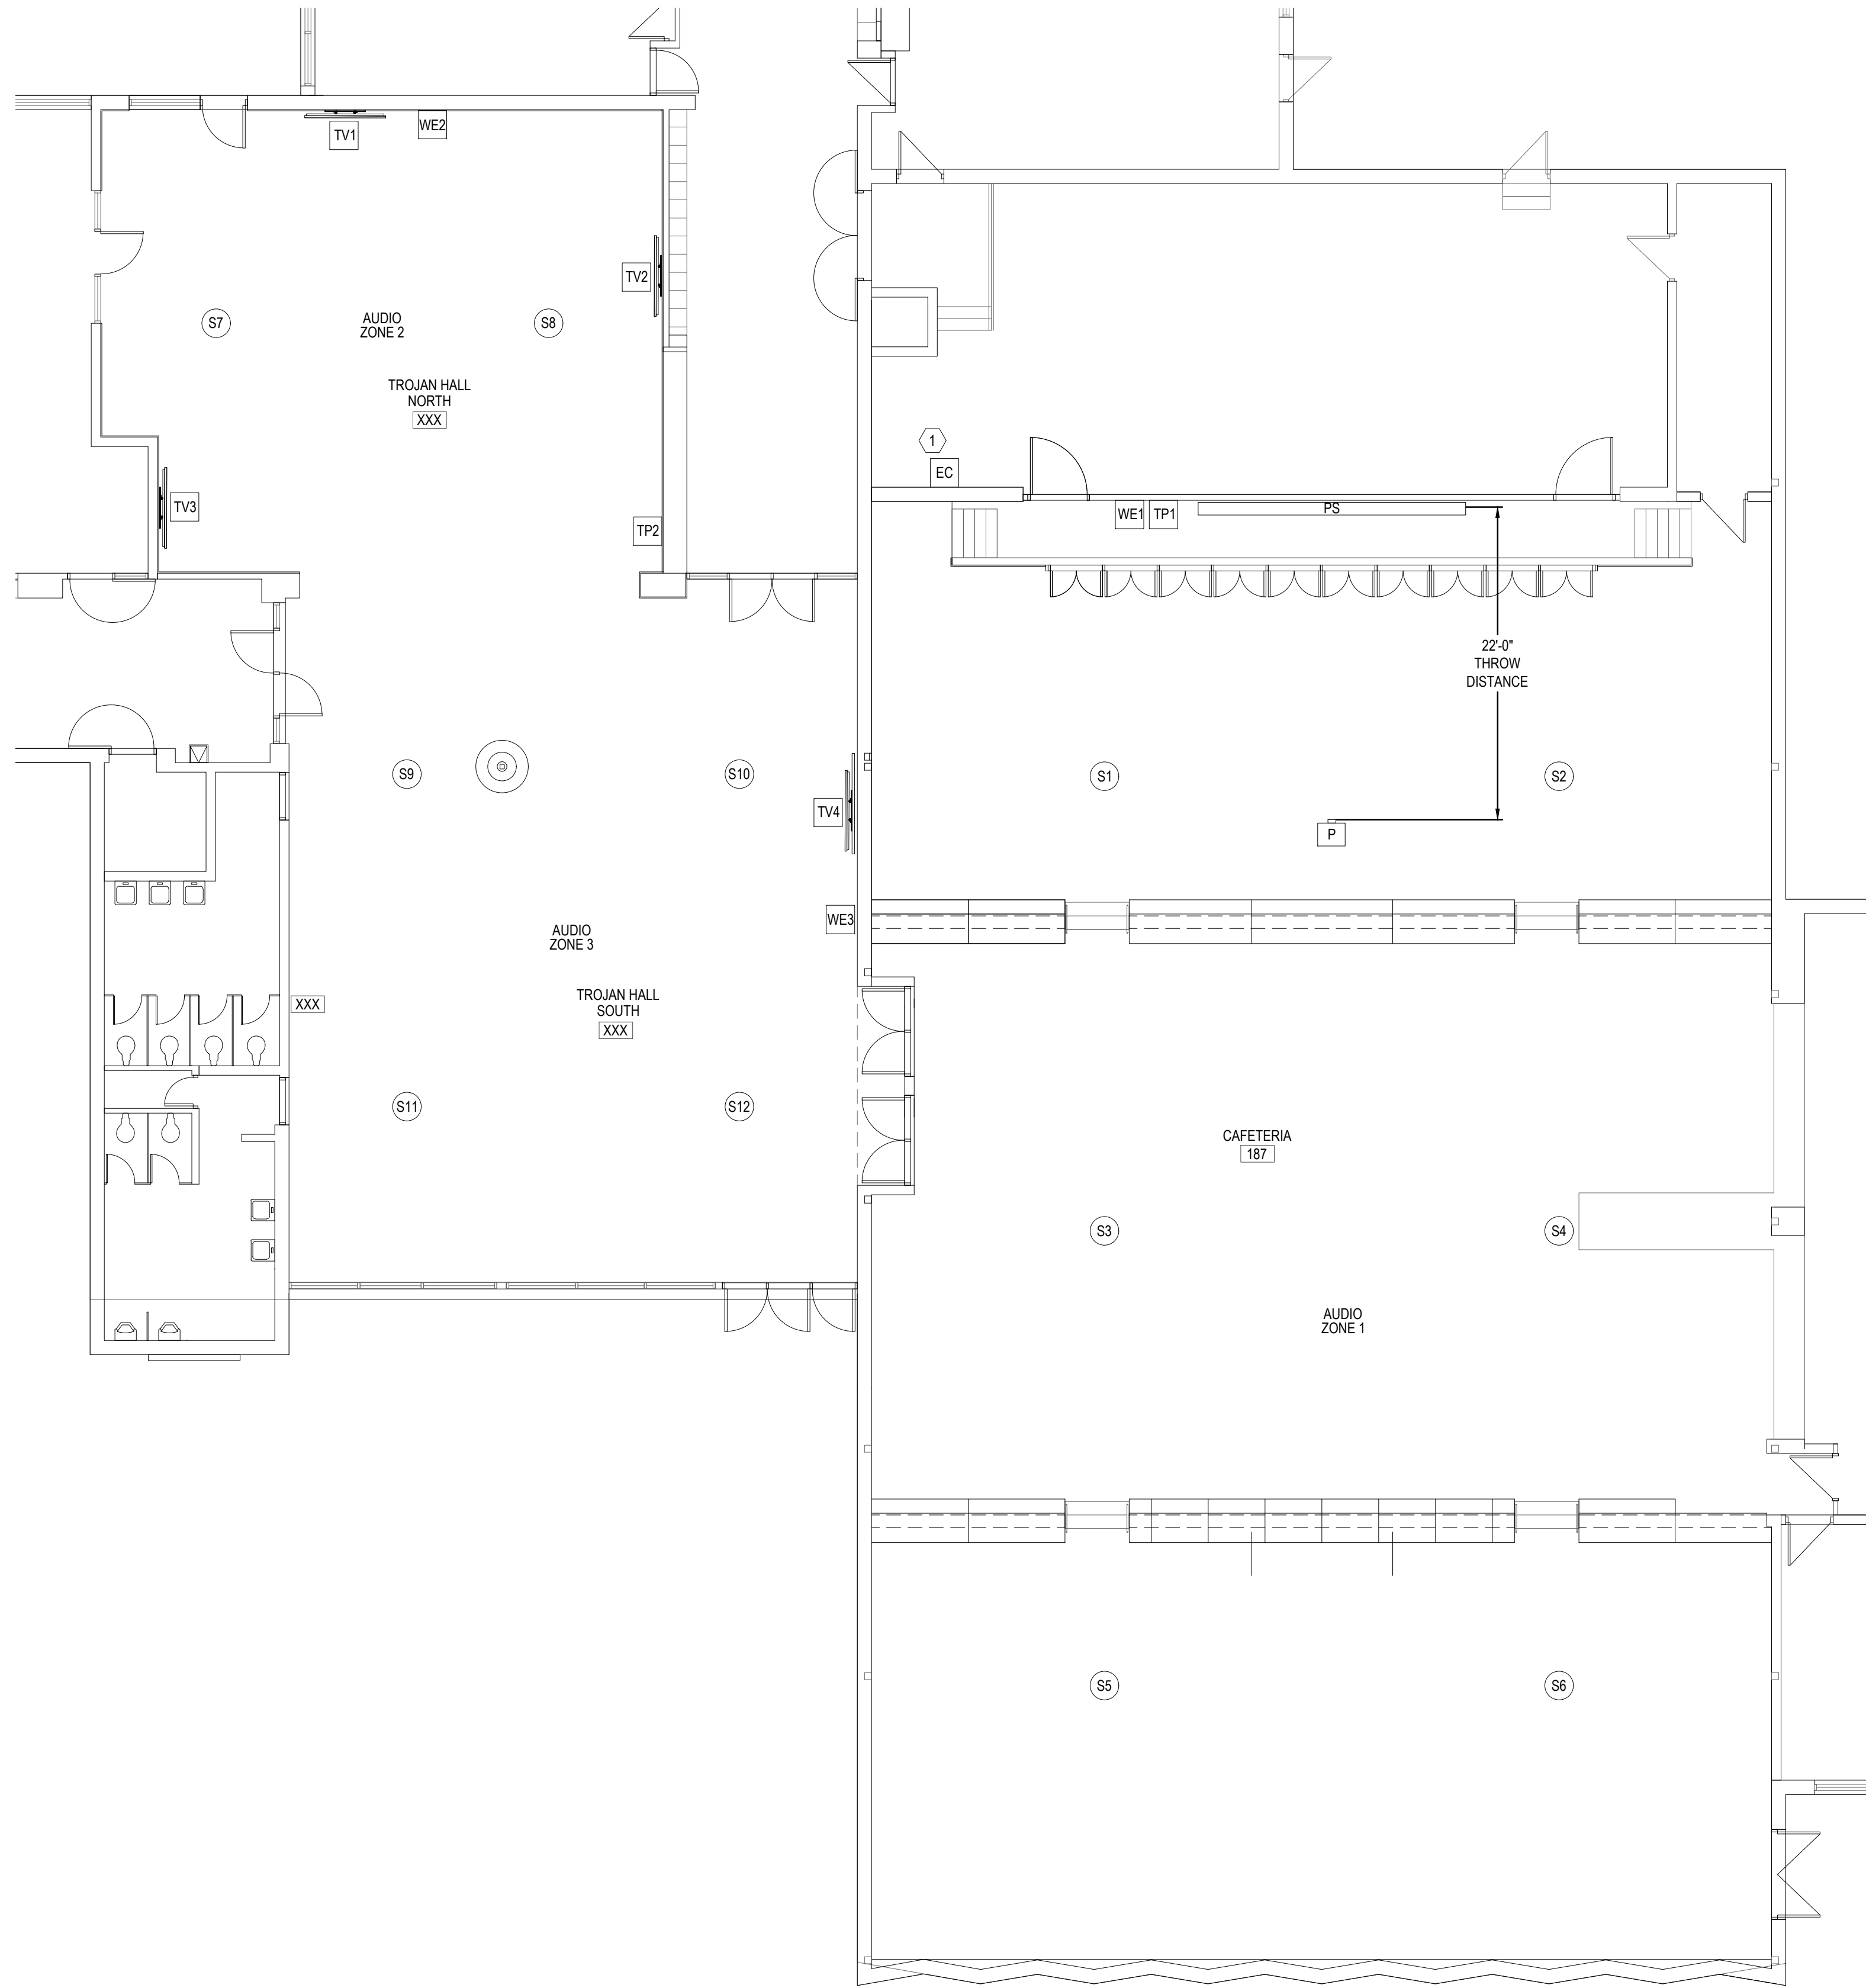 TV1
WE2
TV2
S7
AUDIO
ZONE 2
S8
TROJAN HALL
NORTH
XXX
1
EC
TV3
TP2
WE1
TP1
PS
22'-0"
THROW
DISTANCE
S9
S10
TV4
S1
S2
P
WE3
AUDIO
ZONE 3
TROJAN HALL
SOUTH
XXX
XXX
S11
S12
CAFETERIA
187
S3
S4
AUDIO
ZONE 1
S5
S6